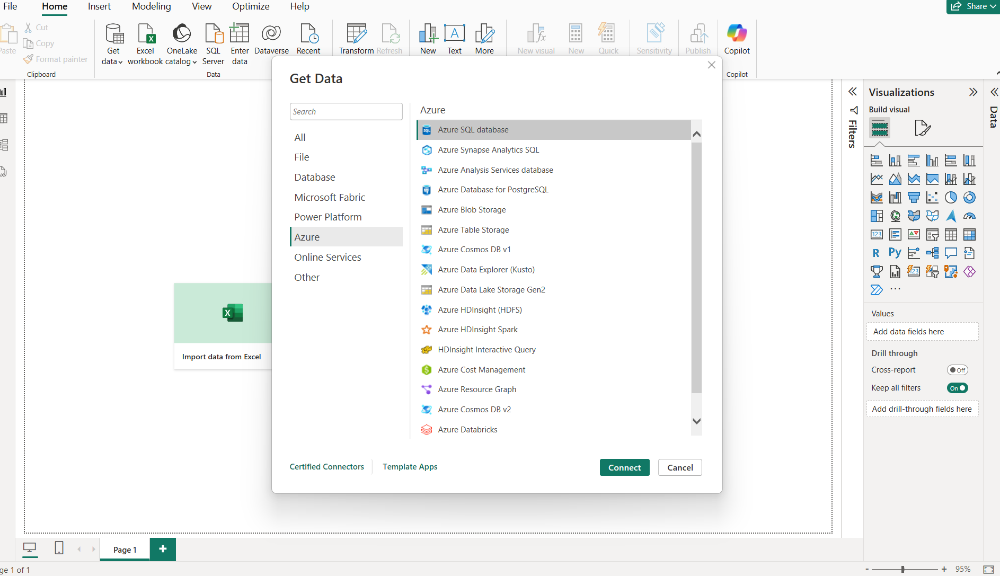 File Home Insert Modeling View Optimize Help Share
Paste
Cut
Copy
Format painter
Clipboard
Get data
Excel workbook
OneLake catalog
SQL Server
Enter data
Dataverse
Recent
Data
Transform
Refresh
New
Text
More
New visual
New
Quick
Sensitivity
Publish
Copilot
Copilot
Get Data
Search
All
File
Database
Microsoft Fabric
Power Platform
Azure
Online Services
Other
Azure
Azure SQL database
Azure Synapse Analytics SQL
Azure Analysis Services database
Azure Database for PostgreSQL
Azure Blob Storage
Azure Table Storage
Azure Cosmos DB v1
Azure Data Explorer (Kusto)
Azure Data Lake Storage Gen2
Azure HDInsight (HDFS)
Azure HDInsight Spark
HDInsight Interactive Query
Azure Cost Management
Azure Resource Graph
Azure Cosmos DB v2
Azure Databricks
Certified Connectors
Template Apps
Connect
Cancel
Import data from Excel
Filters
Visualizations
Build visual
123
R
Py
123
Values
Add data fields here
Drill through
Cross-report Off
Keep all filters On
Add drill-through fields here
Data
Page 1
ge 1 of 1
95%